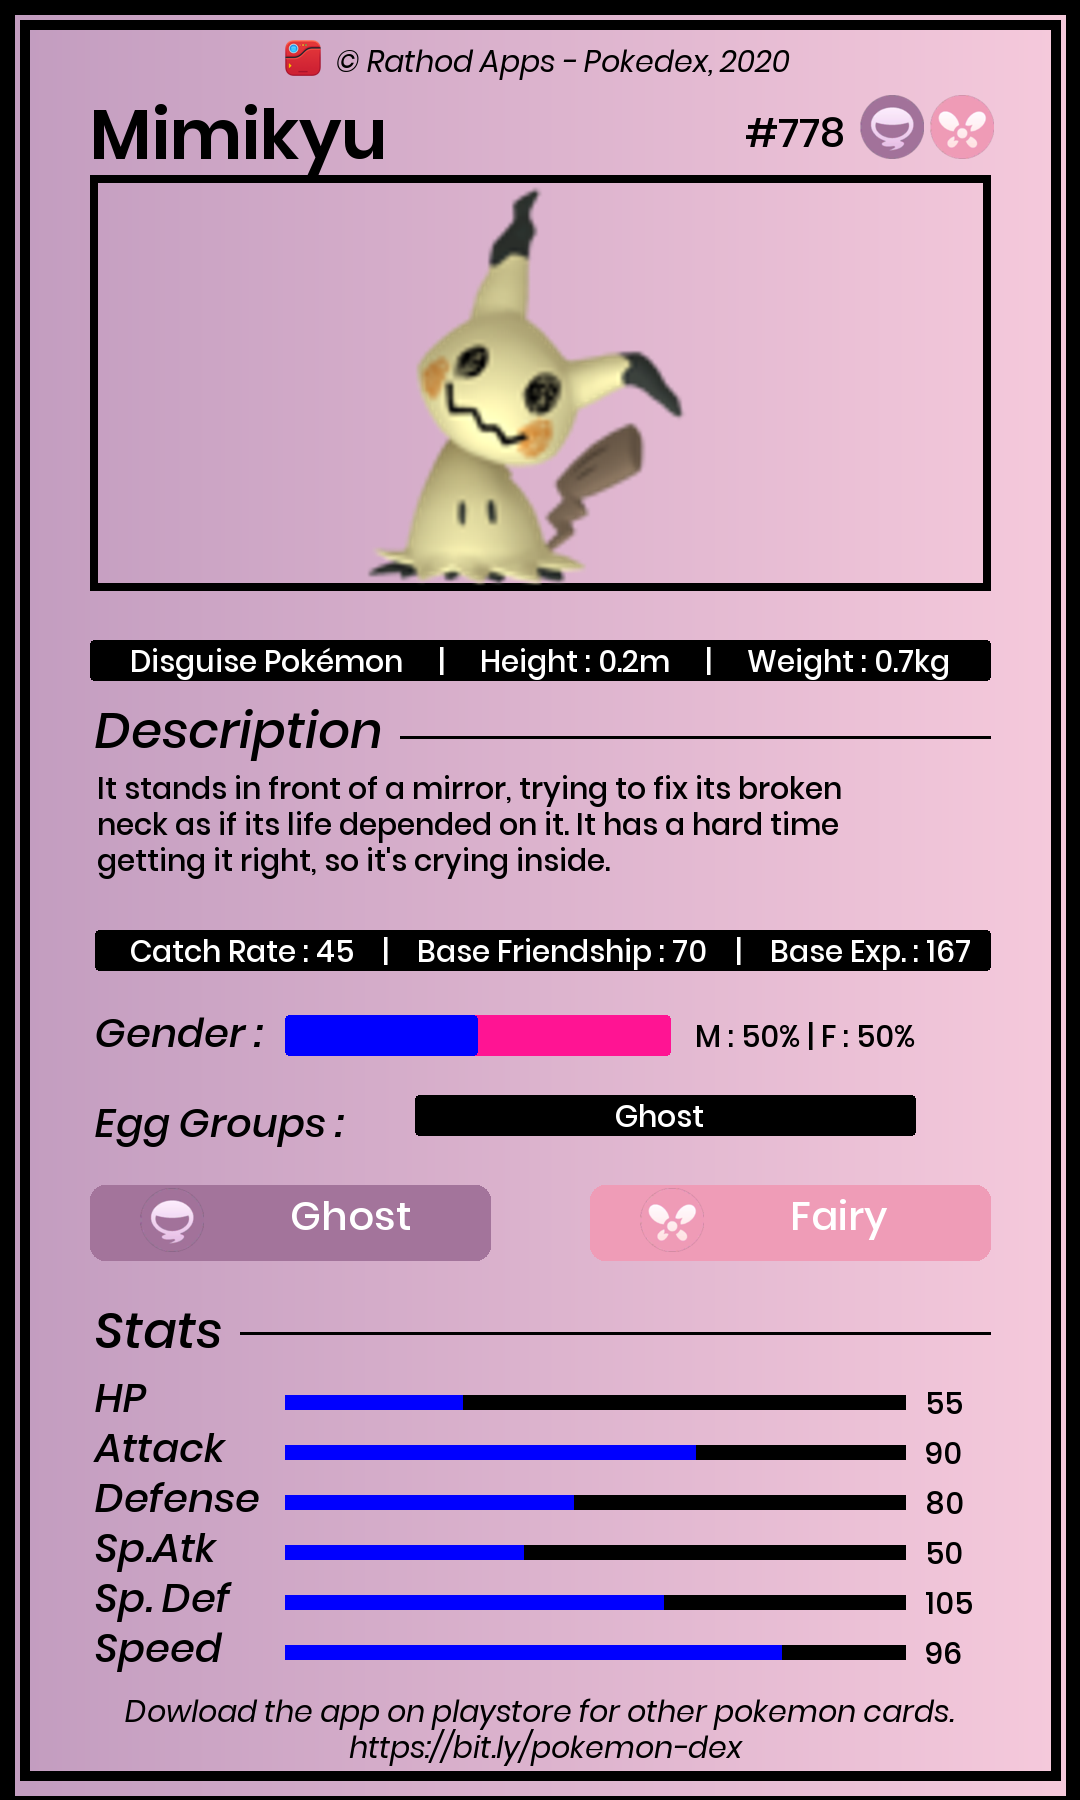 © Rathod Apps - Pokedex, 2020
Mimikyu #778
Disguise Pokémon | Height : 0.2m | Weight : 0.7kg
Description
It stands in front of a mirror, trying to fix its broken
neck as if its life depended on it. It has a hard time
getting it right, so it's crying inside.
Catch Rate : 45 | Base Friendship : 70 | Base Exp. : 167
Gender : M : 50% | F : 50%
Egg Groups : Ghost
Ghost Fairy
Stats
HP 55
Attack 90
Defense 80
Sp.Atk 50
Sp. Def 105
Speed 96
Dowload the app on playstore for other pokemon cards.
https://bit.ly/pokemon-dex